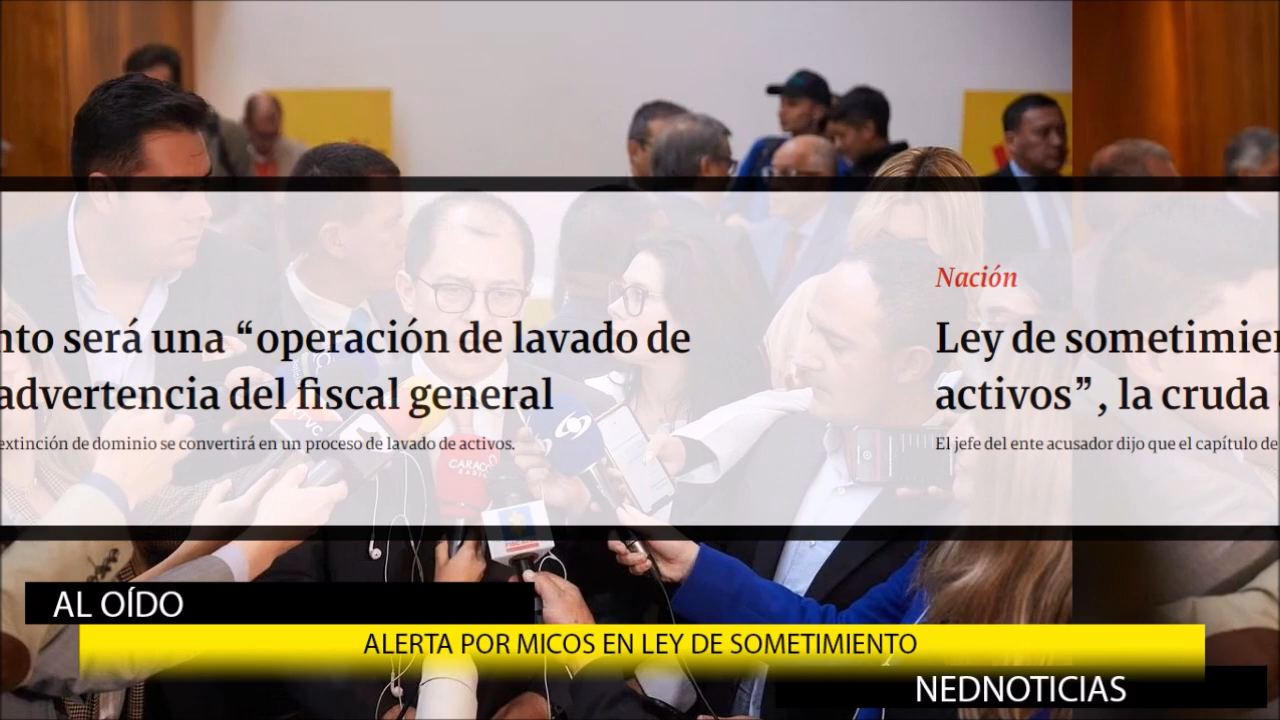 Nación
nto será una “operación de lavado de
advertencia del fiscal general
extinción de dominio se convertirá en un proceso de lavado de activos.
Ley de sometimien
activos”, la cruda
El jefe del ente acusador dijo que el capítulo de
CARACOL
RADIO
AL OÍDO
ALERTA POR MICOS EN LEY DE SOMETIMIENTO
NEDNOTICIAS